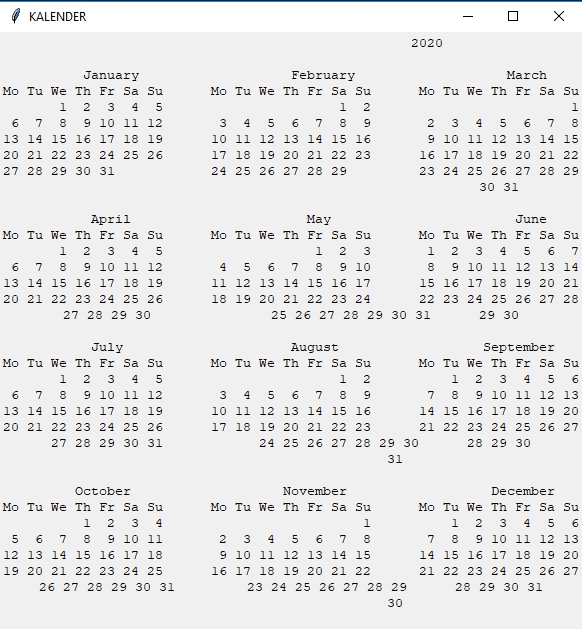 KALENDER
2020
January February March
Mo Tu We Th Fr Sa Su Mo Tu We Th Fr Sa Su Mo Tu We Th Fr Sa Su
1 2 3 4 5 1 2 1
6 7 8 9 10 11 12 3 4 5 6 7 8 9 2 3 4 5 6 7 8
13 14 15 16 17 18 19 10 11 12 13 14 15 16 9 10 11 12 13 14 15
20 21 22 23 24 25 26 17 18 19 20 21 22 23 16 17 18 19 20 21 22
27 28 29 30 31 24 25 26 27 28 29 23 24 25 26 27 28 29
30 31
April May June
Mo Tu We Th Fr Sa Su Mo Tu We Th Fr Sa Su Mo Tu We Th Fr Sa Su
1 2 3 4 5 1 2 3 1 2 3 4 5 6 7
6 7 8 9 10 11 12 4 5 6 7 8 9 10 8 9 10 11 12 13 14
13 14 15 16 17 18 19 11 12 13 14 15 16 17 15 16 17 18 19 20 21
20 21 22 23 24 25 26 18 19 20 21 22 23 24 22 23 24 25 26 27 28
27 28 29 30 25 26 27 28 29 30 31 29 30
July August September
Mo Tu We Th Fr Sa Su Mo Tu We Th Fr Sa Su Mo Tu We Th Fr Sa Su
1 2 3 4 5 1 2 1 2 3 4 5 6
6 7 8 9 10 11 12 3 4 5 6 7 8 9 7 8 9 10 11 12 13
13 14 15 16 17 18 19 10 11 12 13 14 15 16 14 15 16 17 18 19 20
20 21 22 23 24 25 26 17 18 19 20 21 22 23 21 22 23 24 25 26 27
27 28 29 30 31 24 25 26 27 28 29 30 28 29 30
31
October November December
Mo Tu We Th Fr Sa Su Mo Tu We Th Fr Sa Su Mo Tu We Th Fr Sa Su
1 2 3 4 1 1 2 3 4 5 6
5 6 7 8 9 10 11 2 3 4 5 6 7 8 7 8 9 10 11 12 13
12 13 14 15 16 17 18 9 10 11 12 13 14 15 14 15 16 17 18 19 20
19 20 21 22 23 24 25 16 17 18 19 20 21 22 21 22 23 24 25 26 27
26 27 28 29 30 31 23 24 25 26 27 28 29 28 29 30 31
30